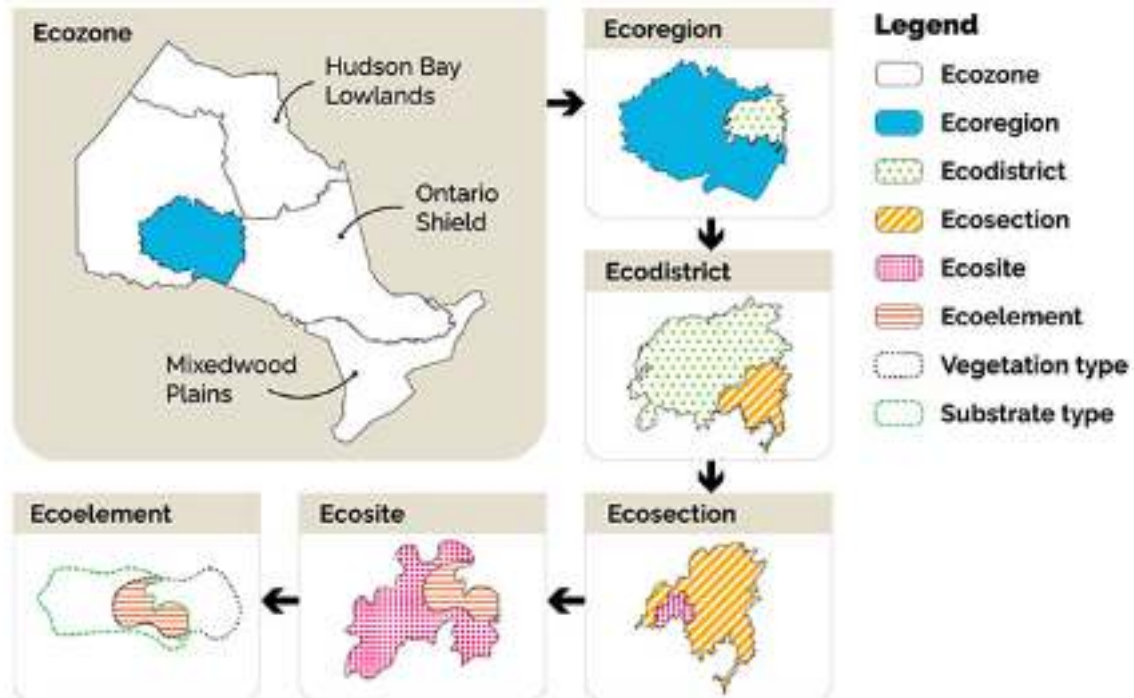 Ecozone
Hudson Bay
Lowlands
Ontario
Shield
Mixedwood
Plains
Ecoregion
Ecodistrict
Ecosection
Ecosite
Ecoelement
Legend
Ecozone
Ecoregion
Ecodistrict
Ecosection
Ecosite
Ecoelement
Vegetation type
Substrate type